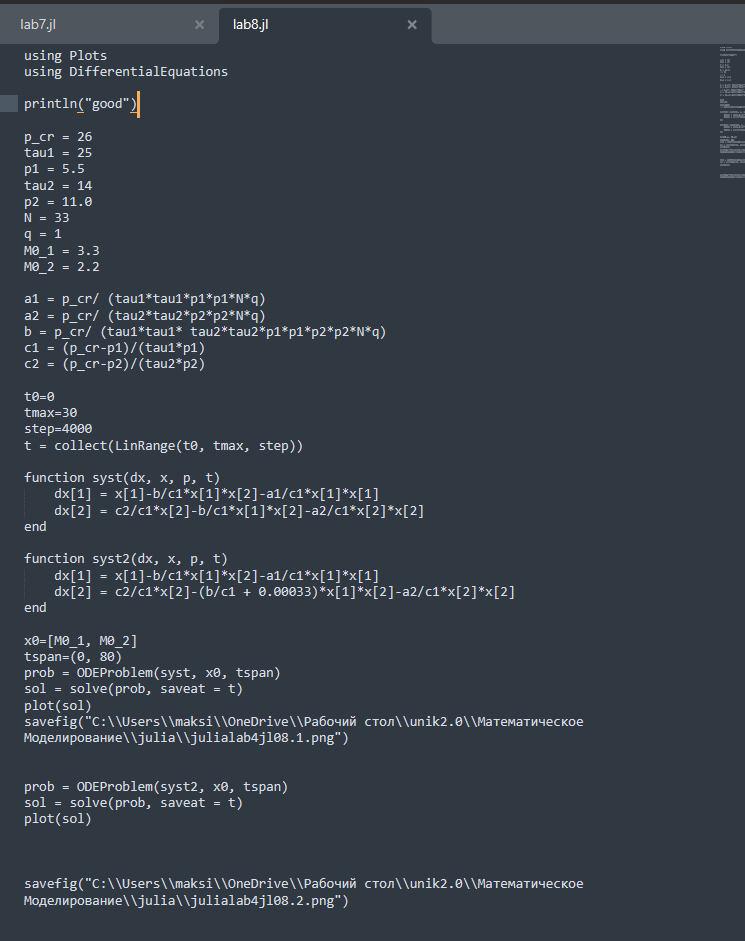 lab7.jl × lab8.jl ×
using Plots
using DifferentialEquations
println("good")
p_cr = 26
tau1 = 25
p1 = 5.5
tau2 = 14
p2 = 11.0
N = 33
q = 1
M0_1 = 3.3
M0_2 = 2.2
a1 = p_cr/ (tau1*tau1*p1*p1*N*q)
a2 = p_cr/ (tau2*tau2*p2*p2*N*q)
b = p_cr/ (tau1*tau1* tau2*tau2*p1*p1*p2*p2*N*q)
c1 = (p_cr-p1)/(tau1*p1)
c2 = (p_cr-p2)/(tau2*p2)
t0=0
tmax=30
step=4000
t = collect(LinRange(t0, tmax, step))
function syst(dx, x, p, t)
    dx[1] = x[1]-b/c1*x[1]*x[2]-a1/c1*x[1]*x[1]
    dx[2] = c2/c1*x[2]-b/c1*x[1]*x[2]-a2/c1*x[2]*x[2]
end
function syst2(dx, x, p, t)
    dx[1] = x[1]-b/c1*x[1]*x[2]-a1/c1*x[1]*x[1]
    dx[2] = c2/c1*x[2]-(b/c1 + 0.00033)*x[1]*x[2]-a2/c1*x[2]*x[2]
end
x0=[M0_1, M0_2]
tspan=(0, 80)
prob = ODEProblem(syst, x0, tspan)
sol = solve(prob, saveat = t)
plot(sol)
savefig("C:\\Users\\maksi\\OneDrive\\Рабочий стол\\unik2.0\\Математическое
Моделирование\\julia\\julialab4jl08.1.png")
prob = ODEProblem(syst2, x0, tspan)
sol = solve(prob, saveat = t)
plot(sol)
savefig("C:\\Users\\maksi\\OneDrive\\Рабочий стол\\unik2.0\\Математическое
Моделирование\\julia\\julialab4jl08.2.png")